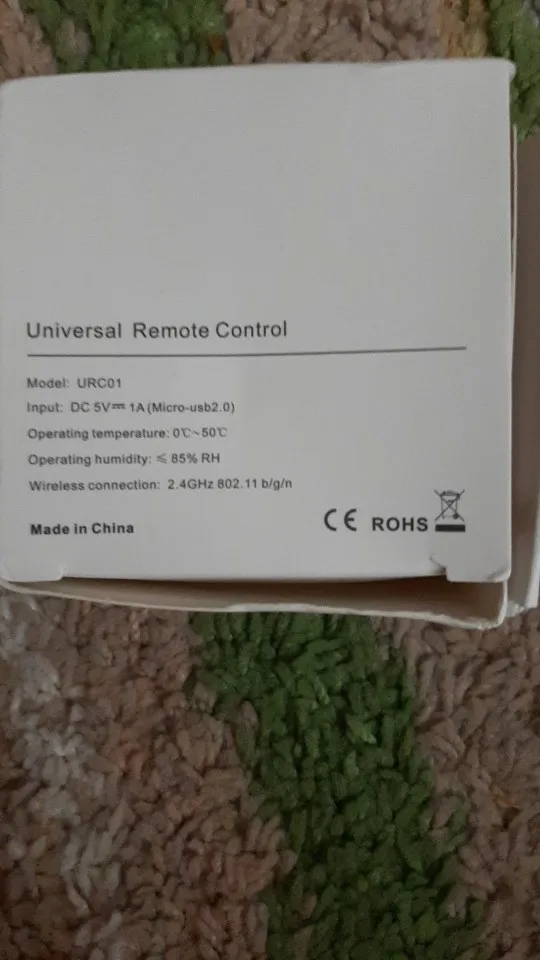 Universal Remote Control
Model: URC01
Input: DC 5V⎓ 1A(Micro-usb2.0)
Operating temperature: 0℃~50℃
Operating humidity: ≤ 85% RH
Wireless connection: 2.4GHz 802.11 b/g/n
Made in China
CE ROHS